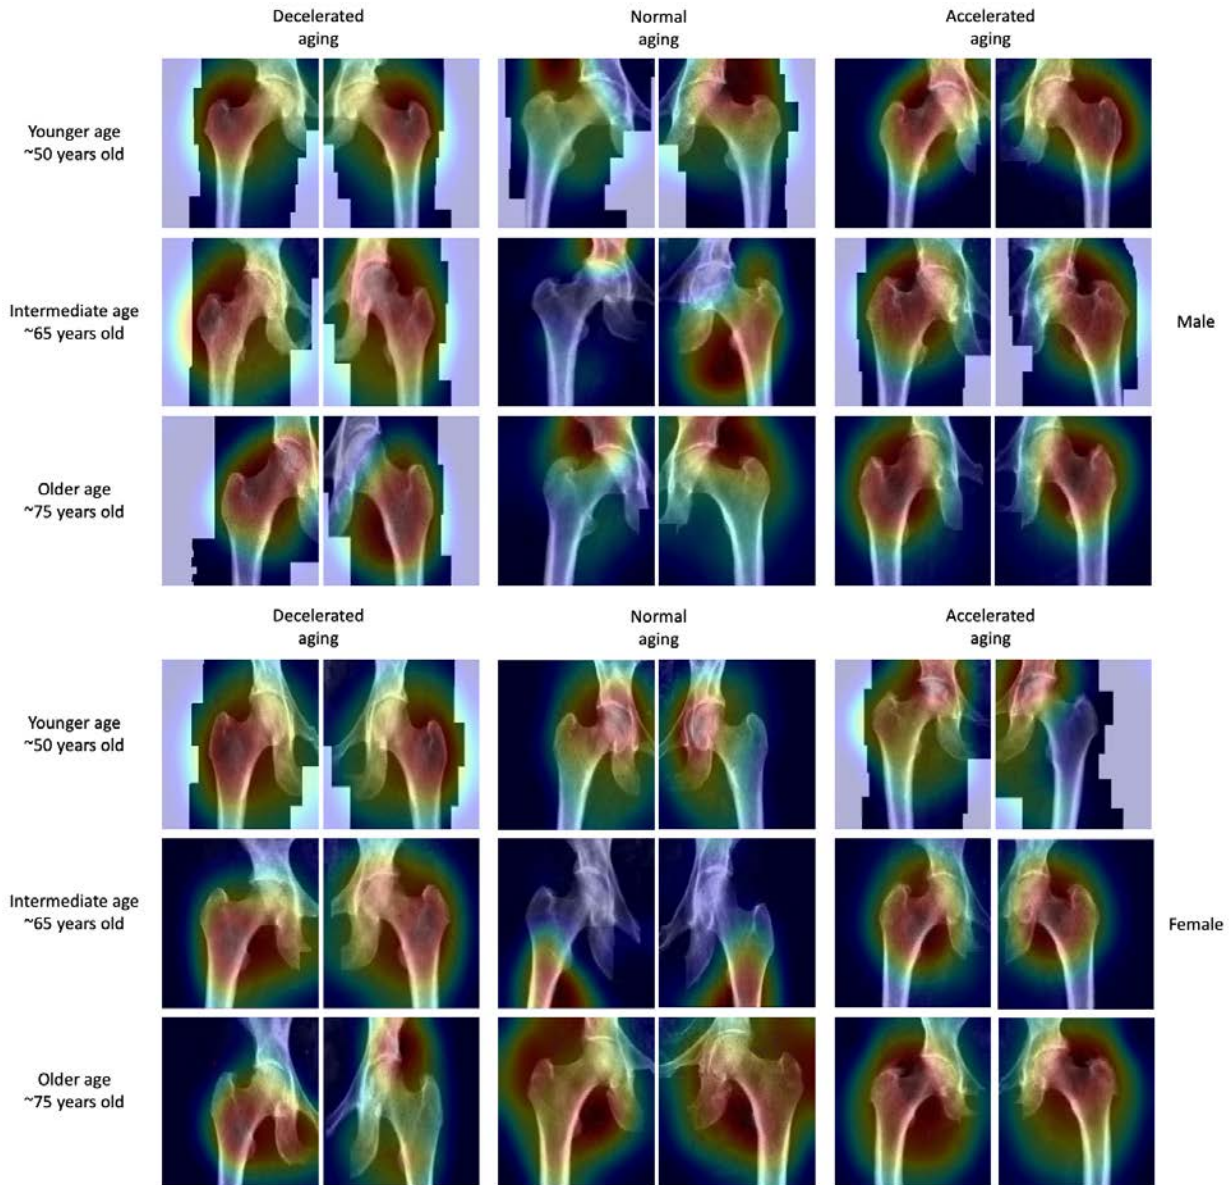 Decelerated
aging
Normal
aging
Accelerated
aging
Younger age
~50 years old
Intermediate age
~65 years old
Male
Older age
~75 years old
Decelerated
aging
Normal
aging
Accelerated
aging
Younger age
~50 years old
Intermediate age
~65 years old
Female
Older age
~75 years old